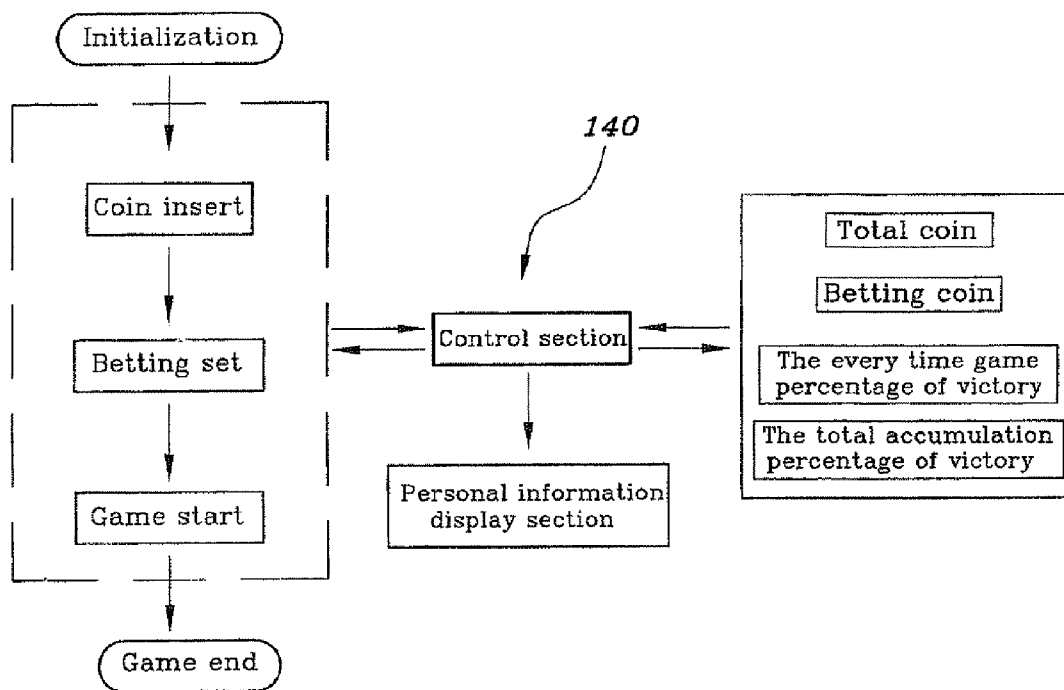 Initialization
Coin insert
Betting set
Game start
Game end
140
Control section
Personal information
display section
Total coin
Betting coin
The every time game
percentage of victory
The total accumulation
percentage of victory